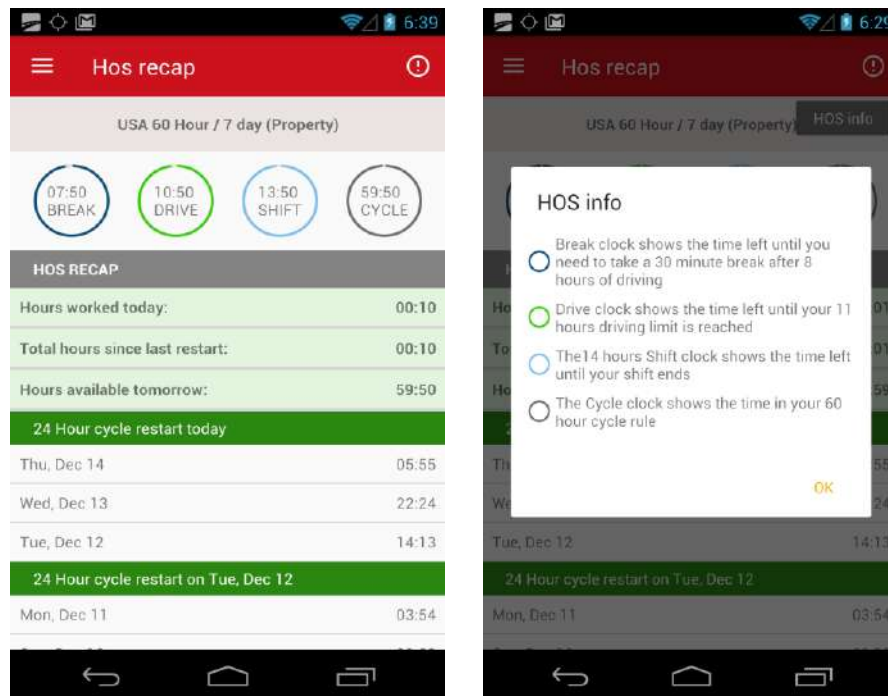 6:39
Hos recap
USA 60 Hour / 7 day (Property)
07:50
BREAK
10:50
DRIVE
13:50
SHIFT
59:50
CYCLE
HOS RECAP
Hours worked today: 00:10
Total hours since last restart: 00:10
Hours available tomorrow: 59:50
24 Hour cycle restart today
Thu, Dec 14 05:55
Wed, Dec 13 22:24
Tue, Dec 12 14:13
24 Hour cycle restart on Tue, Dec 12
Mon, Dec 11 03:54
6:29
Hos recap
USA 60 Hour / 7 day (Property)
HOS info
HOS info
Break clock shows the time left until you
need to take a 30 minute break after 8
hours of driving
Drive clock shows the time left until your 11
hours driving limit is reached
The14 hours Shift clock shows the time left
until your shift ends
The Cycle clock shows the time in your 60
hour cycle rule
OK
Tue, Dec 12 14:13
24 Hour cycle restart on Tue, Dec 12
Mon, Dec 11 03:54